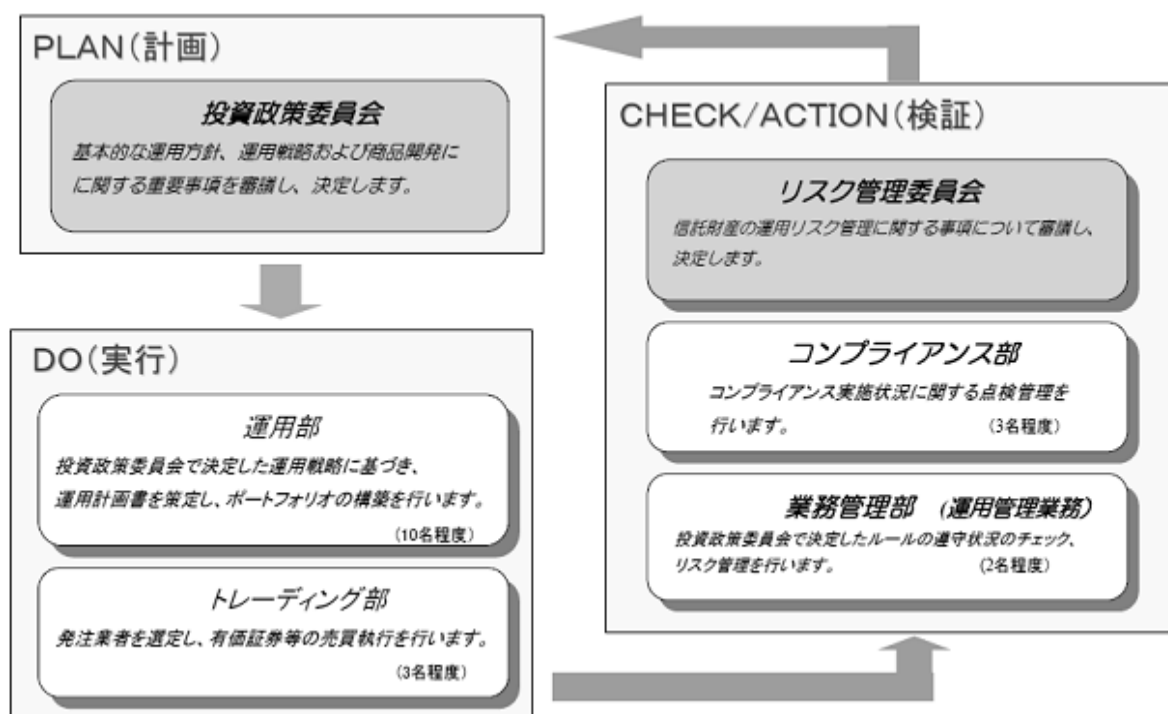 PLAN(計画)
投資政策委員会
基本的な運用方針、運用戦略および商品開発に
に関する重要事項を審議し、決定します。
DO(実行)
運用部
投資政策委員会で決定した運用戦略に基づき、
運用計画書を策定し、ポートフォリオの構築を行います。
(10名程度)
トレーディング部
発注業者を選定し、有価証券等の売買執行を行います。
(3名程度)
CHECK/ACTION(検証)
リスク管理委員会
信託財産の運用リスク管理に関する事項について審議し、
決定します。
コンプライアンス部
コンプライアンス実施状況に関する点検管理を
行います。 (3名程度)
業務管理部 (運用管理業務)
投資政策委員会で決定したルールの遵守状況のチェック、
リスク管理を行います。 (2名程度)